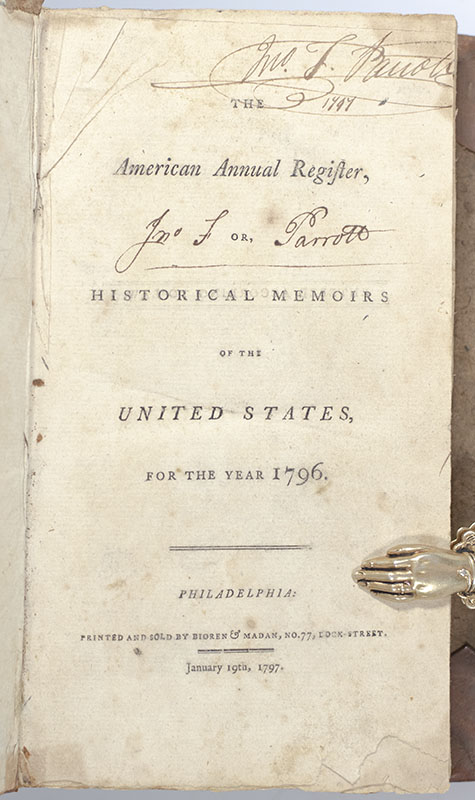 Jno. F. Parrott
THE
1797
American Annual Regiſter,
Jno F OR, Parrott
HISTORICAL MEMOIRS
OF THE
UNITED STATES,
FOR THE YEAR 1796.
PHILADELPHIA:
PRINTED AND SOLD BY BIOREN & MADAN, NO. 77, DOCK-STREET.
January 19th, 1797.